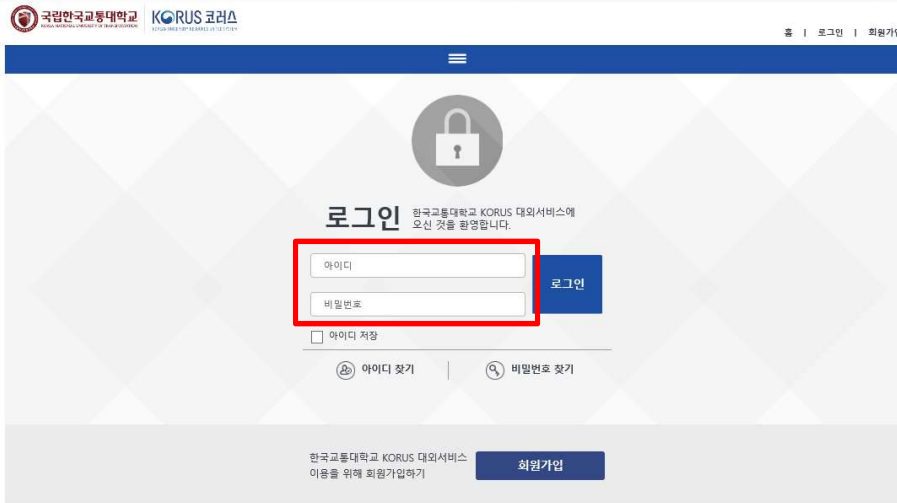 국립한국교통대학교
KORUS 코러스
홈 | 로그인 | 회원가입
로그인
한국교통대학교 KORUS 대외서비스에
오신 것을 환영합니다.
아이디
비밀번호
로그인
아이디 저장
아이디 찾기 | 비밀번호 찾기
한국교통대학교 KORUS 대외서비스
이용을 위해 회원가입하기
회원가입